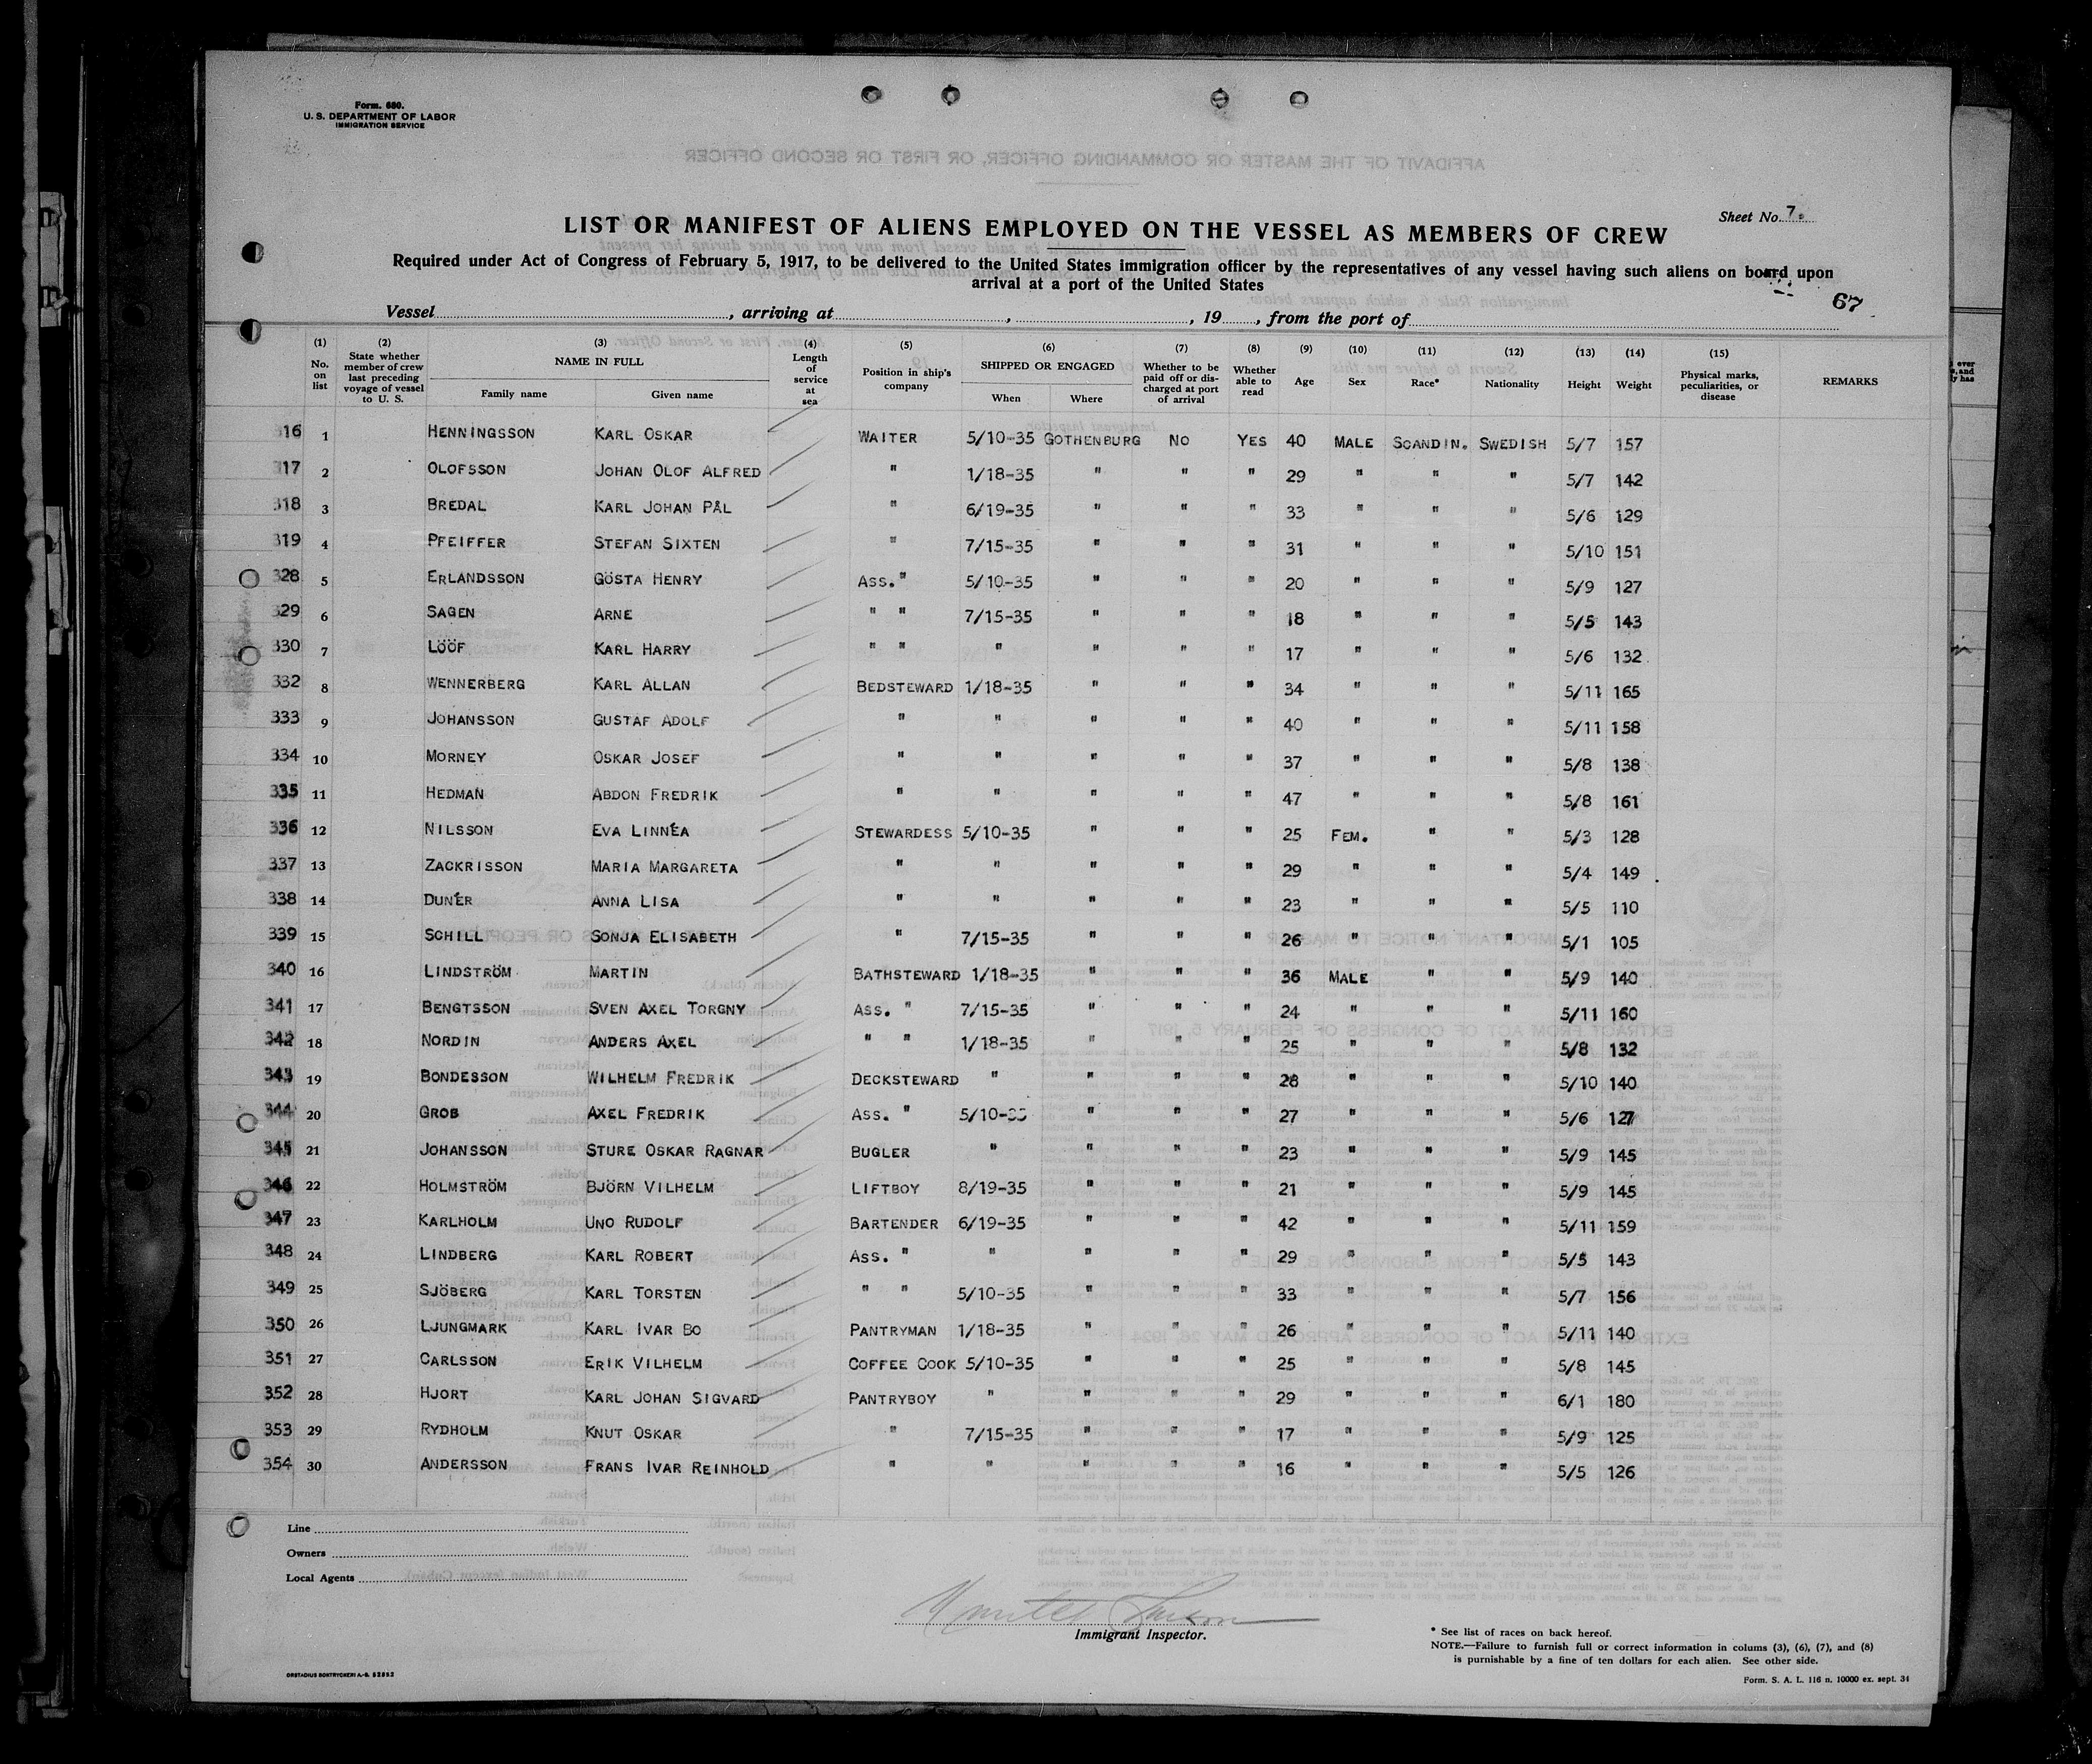 Form. 680.
U. S. DEPARTMENT OF LABOR
IMMIGRATION SERVICE
AFFIDAVIT OF THE MASTER OR COMMANDING OFFICER, OR FIRST OR SECOND OFFICER
Sheet No. 7.
LIST OR MANIFEST OF ALIENS EMPLOYED ON THE VESSEL AS MEMBERS OF CREW
Required under Act of Congress of February 5, 1917, to be delivered to the United States immigration officer by the representatives of any vessel having such aliens on board upon
arrival at a port of the United States
67
Vessel , arriving at , , 19 , from the port of
(1) No. on list (2) State whether member of crew last preceding voyage of vessel to U. S. (3) NAME IN FULL Family name Given name (4) Length of service at sea (5) Position in ship's company (6) SHIPPED OR ENGAGED When Where (7) Whether to be paid off or discharged at port of arrival (8) Whether able to read (9) Age (10) Sex (11) Race* (12) Nationality (13) Height (14) Weight (15) Physical marks, peculiarities, or disease REMARKS
316 1 HENNINGSSON KARL OSKAR WAITER 5/10-35 GOTHENBURG NO YES 40 MALE SCANDIN. SWEDISH 5/7 157
317 2 OLOFSSON JOHAN OLOF ALFRED " 1/18-35 " " " 29 " " " 5/7 142
318 3 BREDAL KARL JOHAN PÅL " 6/19-35 " " " 33 " " " 5/6 129
319 4 PFEIFFER STEFAN SIXTEN " 7/15-35 " " " 31 " " " 5/10 151
328 5 ERLANDSSON GÖSTA HENRY ASS." 5/10-35 " " " 20 " " " 5/9 127
329 6 SAGEN ARNE " " 7/15-35 " " " 18 " " " 5/5 143
330 7 LÖÖF KARL HARRY " " " " " " 17 " " " 5/6 132
332 8 WENNERBERG KARL ALLAN BEDSTEWARD 1/18-35 " " " 34 " " " 5/11 165
333 9 JOHANSSON GUSTAF ADOLF " " " " " 40 " " " 5/11 158
334 10 MORNEY OSKAR JOSEF " " " " " 37 " " " 5/8 138
335 11 HEDMAN ABDON FREDRIK " " " " " 47 " " " 5/8 161
336 12 NILSSON EVA LINNÉA STEWARDESS 5/10-35 " " " 25 FEM. " " 5/3 128
337 13 ZACKRISSON MARIA MARGARETA " " " " " 29 " " " 5/4 149
338 14 DUNÉR ANNA LISA " " " " " 23 " " " 5/5 110
339 15 SCHILL SONJA ELISABETH " 7/15-35 " " " 26 " " " 5/1 105
340 16 LINDSTRÖM MARTIN BATHSTEWARD 1/18-35 " " " 36 MALE " " 5/9 140
341 17 BENGTSSON SVEN AXEL TORGNY ASS. " 7/15-35 " " " 24 " " " 5/11 160
342 18 NORDIN ANDERS AXEL " " 1/18-35 " " " 25 " " " 5/8 132
343 19 BONDESSON WILHELM FREDRIK DECKSTEWARD " " " " 28 " " " 5/10 140
344 20 GROB AXEL FREDRIK ASS. " 5/10-35 " " " 27 " " " 5/6 127
345 21 JOHANSSON STURE OSKAR RAGNAR BUGLER " " " " 23 " " " 5/9 145
346 22 HOLMSTRÖM BJÖRN VILHELM LIFTBOY 8/19-35 " " " 21 " " " 5/9 145
347 23 KARLHOLM UNO RUDOLF BARTENDER 6/19-35 " " " 42 " " " 5/11 159
348 24 LINDBERG KARL ROBERT ASS. " " " " " 29 " " " 5/5 143
349 25 SJÖBERG KARL TORSTEN " " 5/10-35 " " " 33 " " " 5/7 156
350 26 LJUNGMARK KARL IVAR BO PANTRYMAN 1/18-35 " " " 26 " " " 5/11 140
351 27 CARLSSON ERIK VILHELM COFFEE COOK 5/10-35 " " " 25 " " " 5/8 145
352 28 HJORT KARL JOHAN SIGVARD PANTRYBOY " " " " 29 " " " 6/1 180
353 29 RYDHOLM KNUT OSKAR " 7/15-35 " " " 17 " " " 5/9 125
354 30 ANDERSSON FRANS IVAR REINHOLD " " " " " 16 " " " 5/5 126
Line
Owners
Local Agents
Immigrant Inspector.
* See list of races on back hereof.
NOTE.—Failure to furnish full or correct information in colums (3), (6), (7), and (8)
is purnishable by a fine of ten dollars for each alien. See other side.
ORSTADIUS BOKTRYCKERI A.-B. 52852
Form. S. A. L. 116 n. 10000 ex. sept. 34